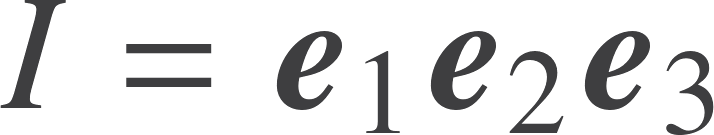 I = e₁e₂e₃